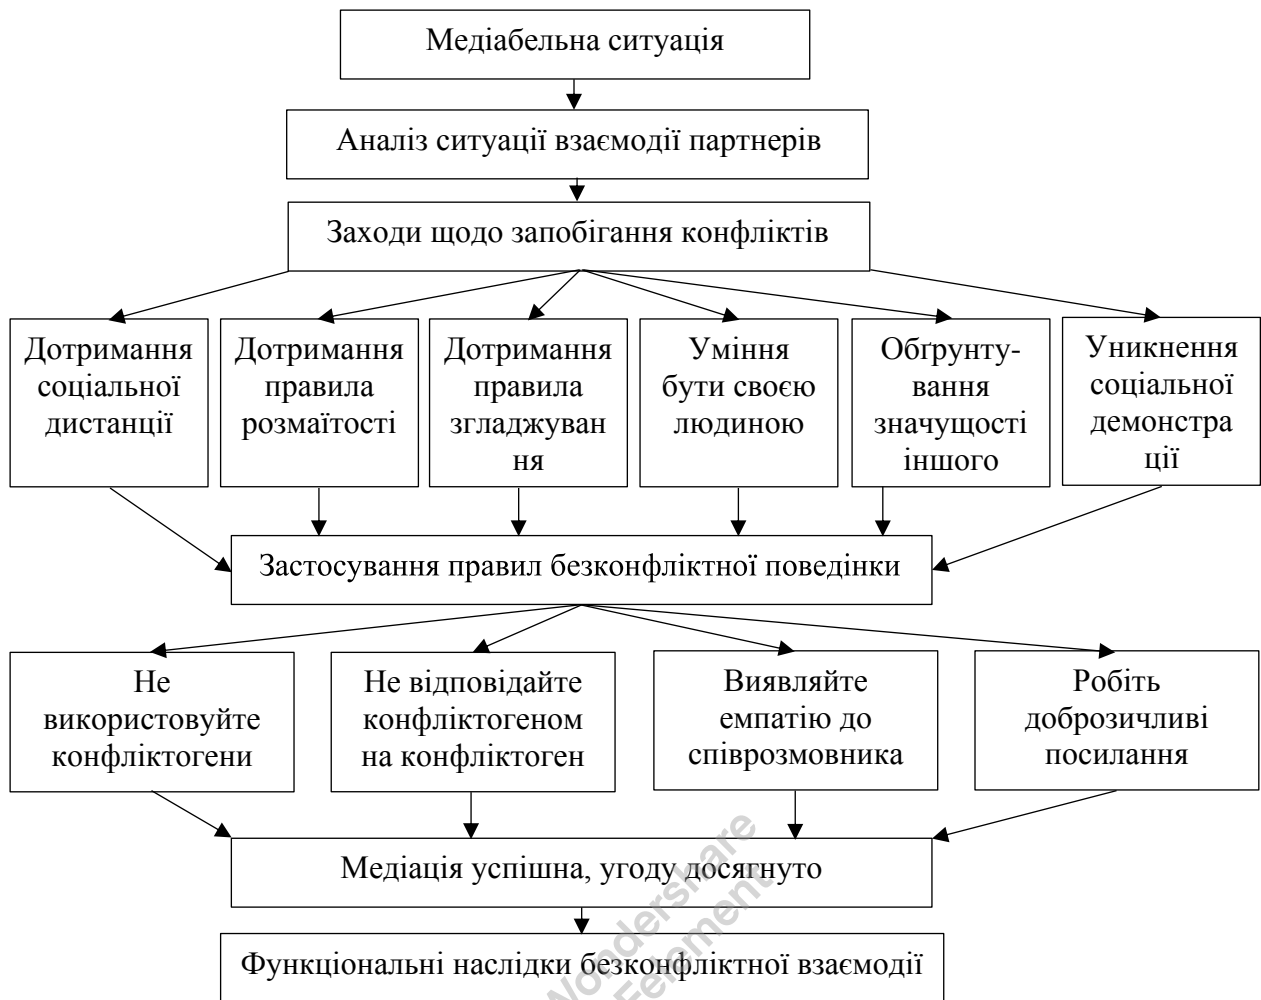 Медіабельна ситуація
Аналіз ситуації взаємодії партнерів
Заходи щодо запобігання конфліктів
Дотримання
соціальної
дистанції
Дотримання
правила
розмаїтості
Дотримання
правила
згладжуван
ня
Уміння
бути своєю
людиною
Обґрунту-
вання
значущості
іншого
Уникнення
соціальної
демонстра
ції
Застосування правил безконфліктної поведінки
Не
використовуйте
конфліктогени
Не відповідайте
конфліктогеном
на конфліктоген
Виявляйте
емпатію до
співрозмовника
Робіть
доброзичливі
посилання
Медіація успішна, угоду досягнуто
Функціональні наслідки безконфліктної взаємодії
Wondershare